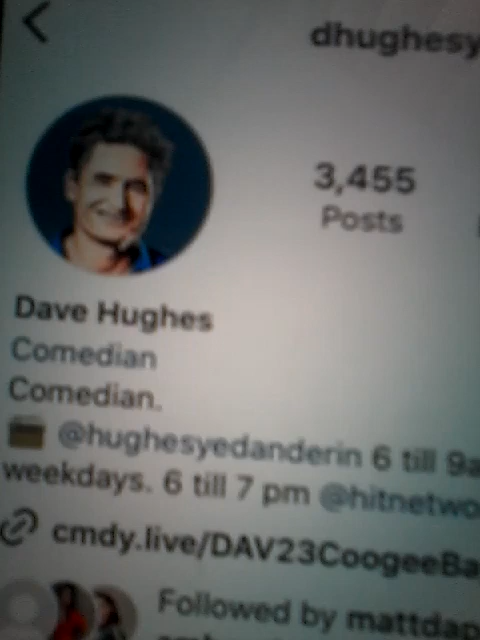 dhughesy
3,455
Posts
Dave Hughes
Comedian
Comedian.
@hughesyedanderin 6 till 9a
weekdays. 6 till 7 pm @hitnetwo
cmdy.live/DAV23CoogeeBa
Followed by mattdap